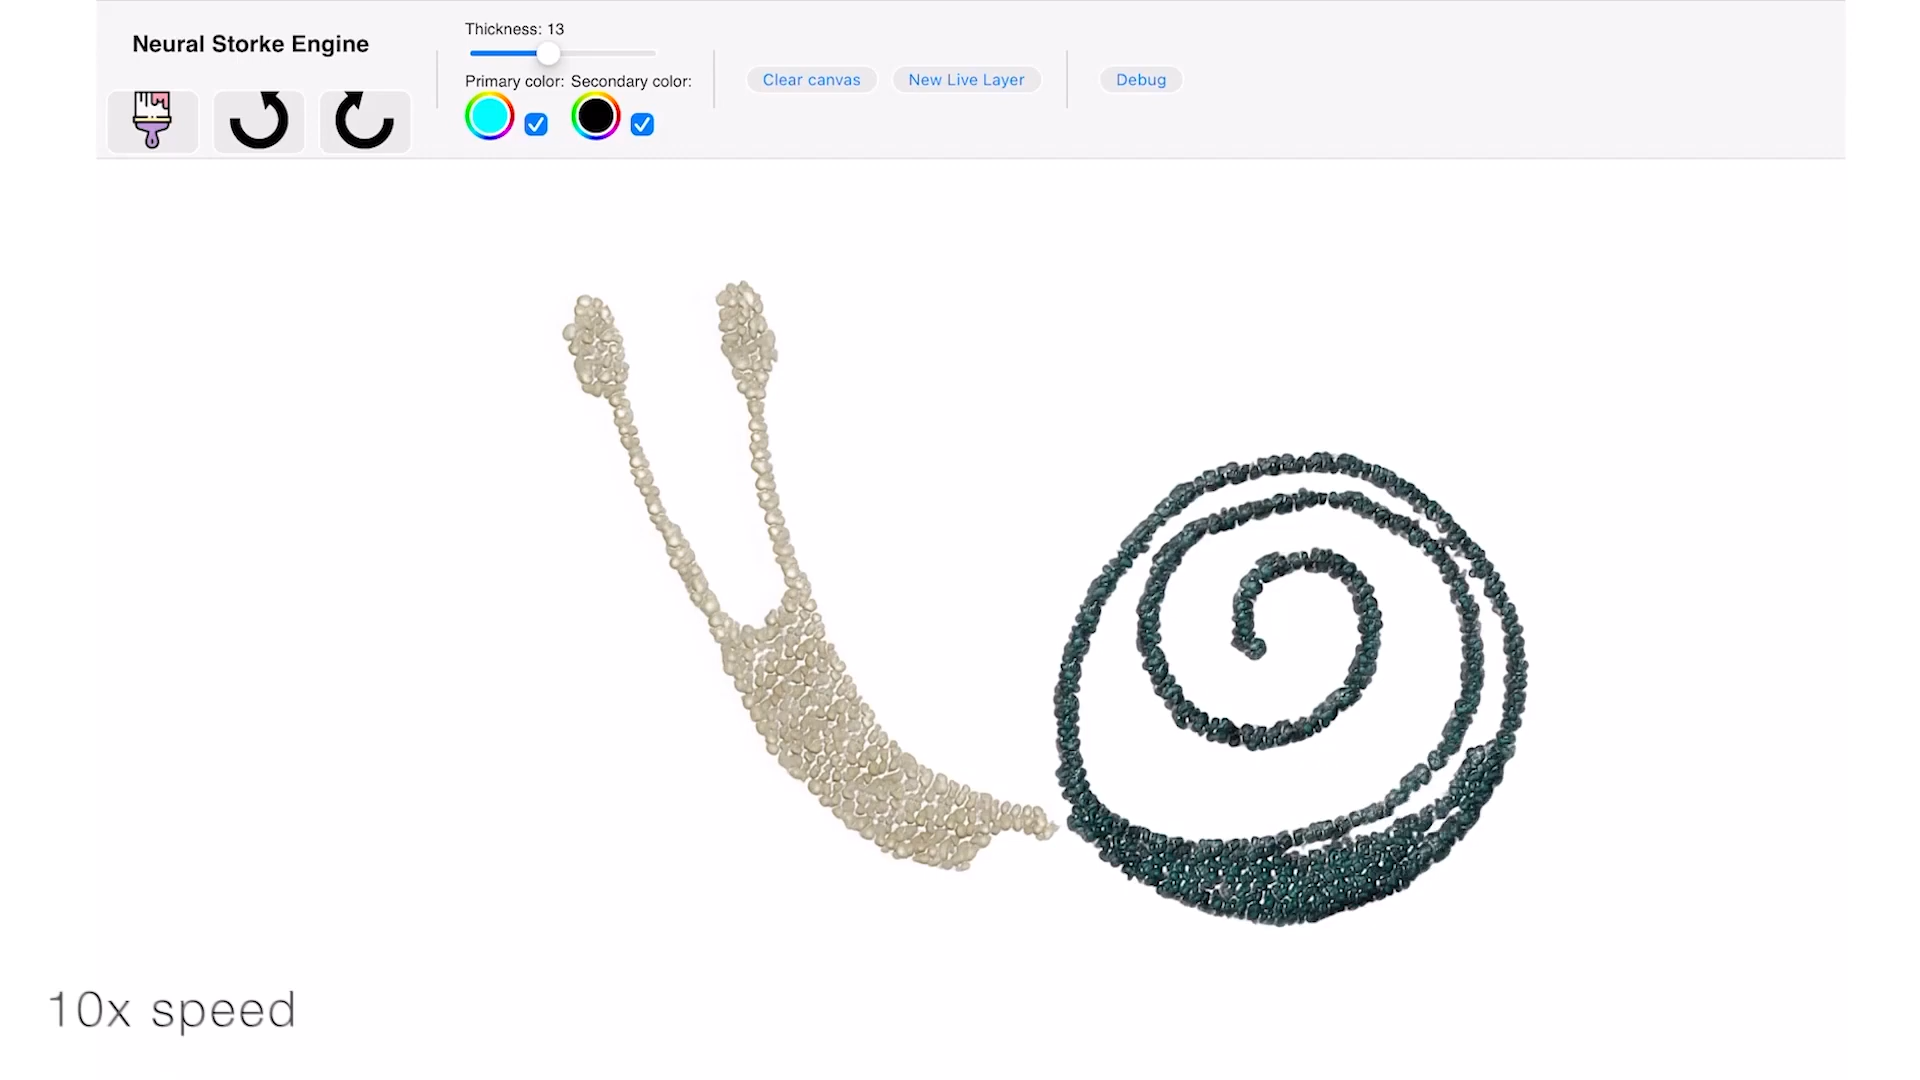 Neural Storke Engine
Thickness: 13
Primary color: Secondary color:
Clear canvas
New Live Layer
Debug
10x speed